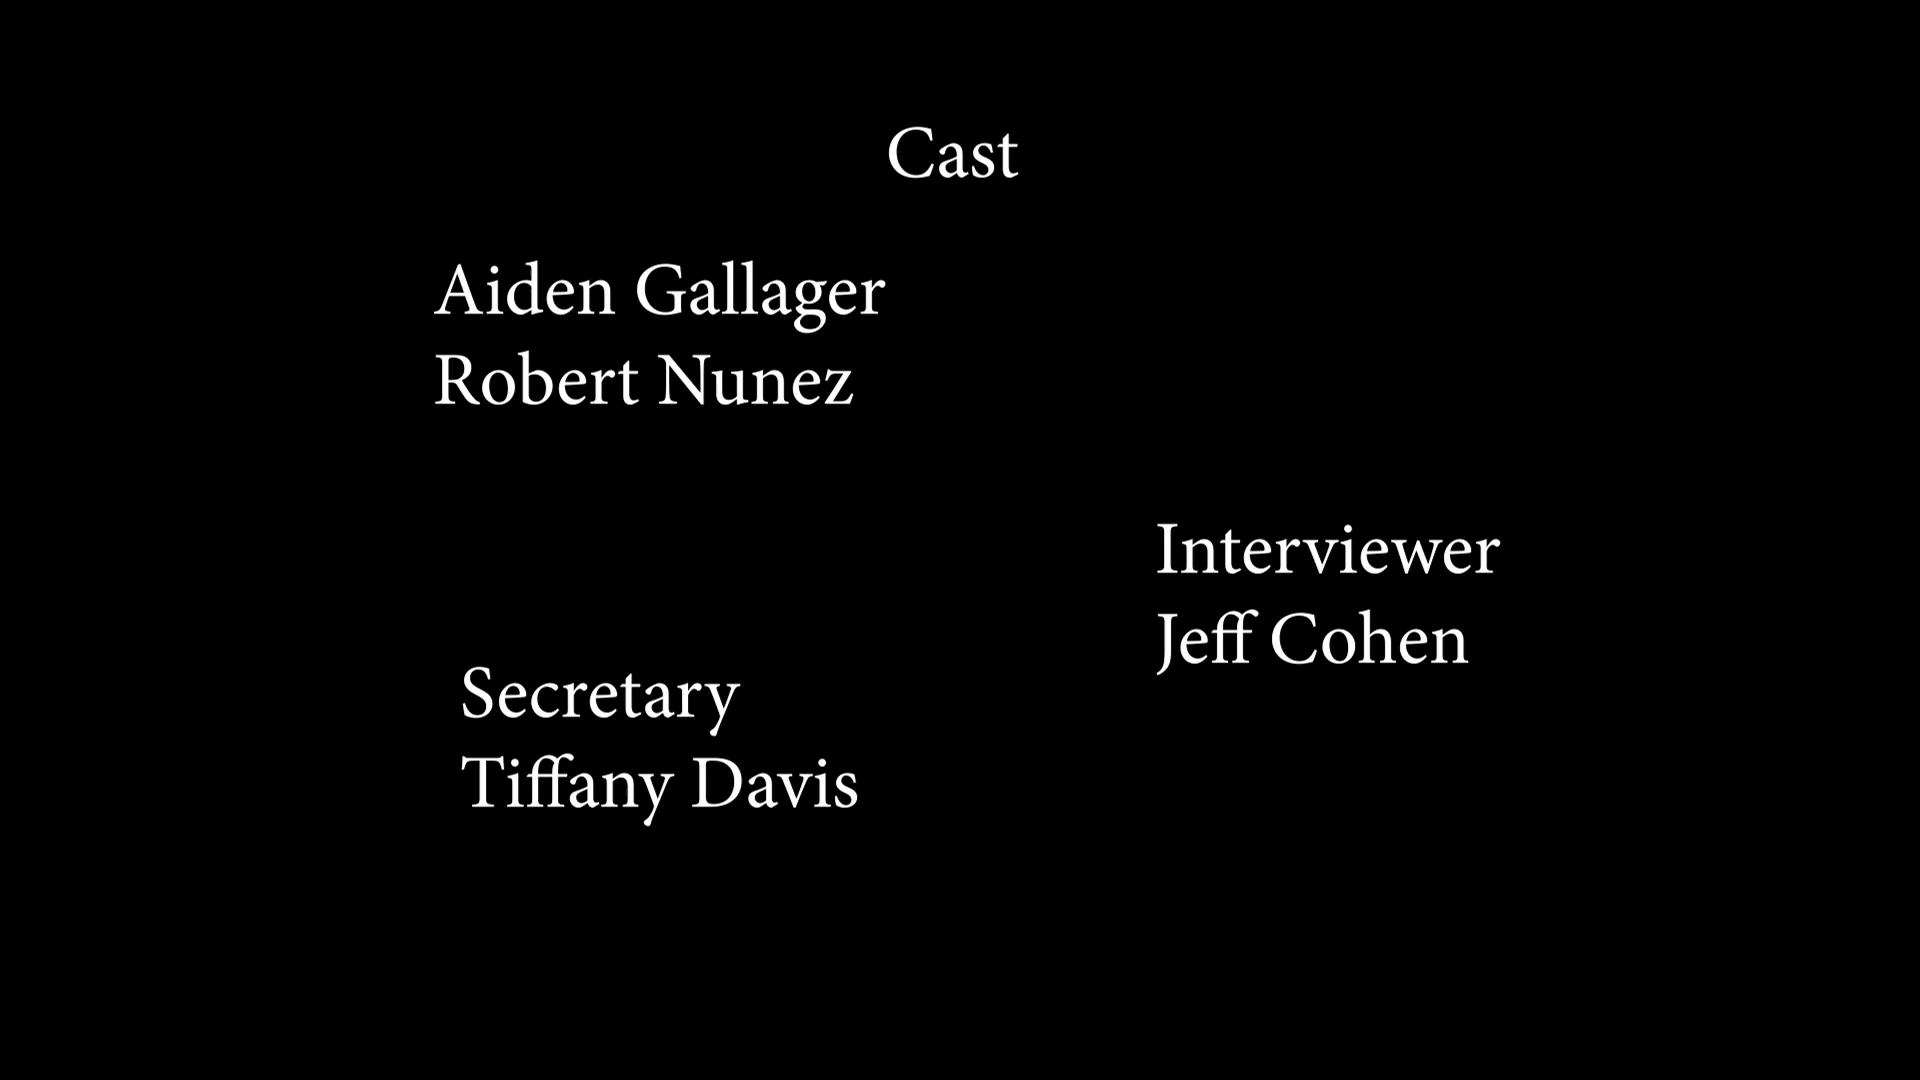 Cast
Aiden Gallager
Robert Nunez
Interviewer
Jeff Cohen
Secretary
Tiffany Davis